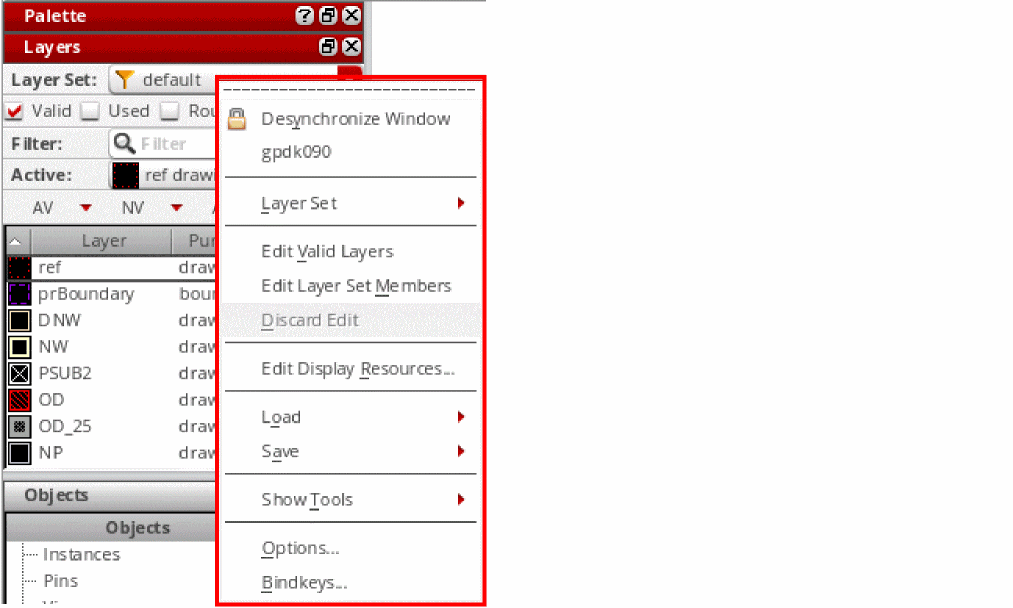 Palette
Layers
Layer Set: default
Valid Used Rou
Filter: Filter
Active: ref drawi
AV NV
Layer Pur
ref draw
prBoundary bour
DNW draw
NW draw
PSUB2 draw
OD draw
OD_25 draw
NP draw
Objects
Objects
Instances
Pins
Desynchronize Window
gpdk090
Layer Set
Edit Valid Layers
Edit Layer Set Members
Discard Edit
Edit Display Resources...
Load
Save
Show Tools
Options...
Bindkeys...